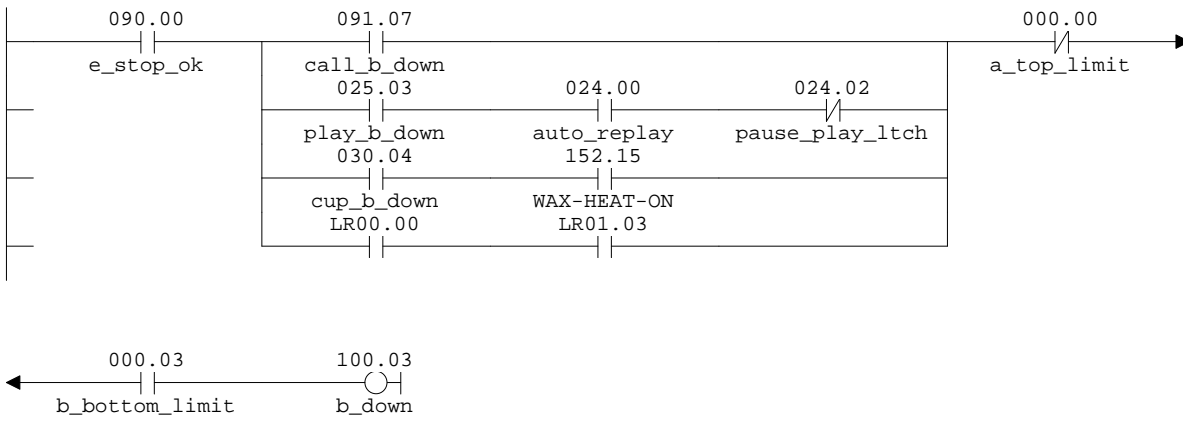 090.00 091.07 000.00
e_stop_ok call_b_down a_top_limit
025.03 024.00 024.02
play_b_down auto_replay pause_play_ltch
030.04 152.15
cup_b_down WAX-HEAT-ON
LR00.00 LR01.03
000.03 100.03
b_bottom_limit b_down